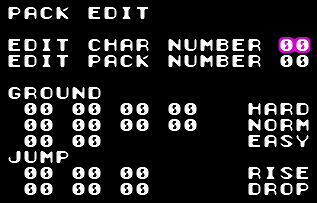 PACK EDIT
EDIT CHAR NUMBER 00
EDIT PACK NUMBER 00
GROUND
00 00 00 00 HARD
00 00 00 00 NORM
00 00 EASY
JUMP
00 00 00 RISE
00 00 00 DROP